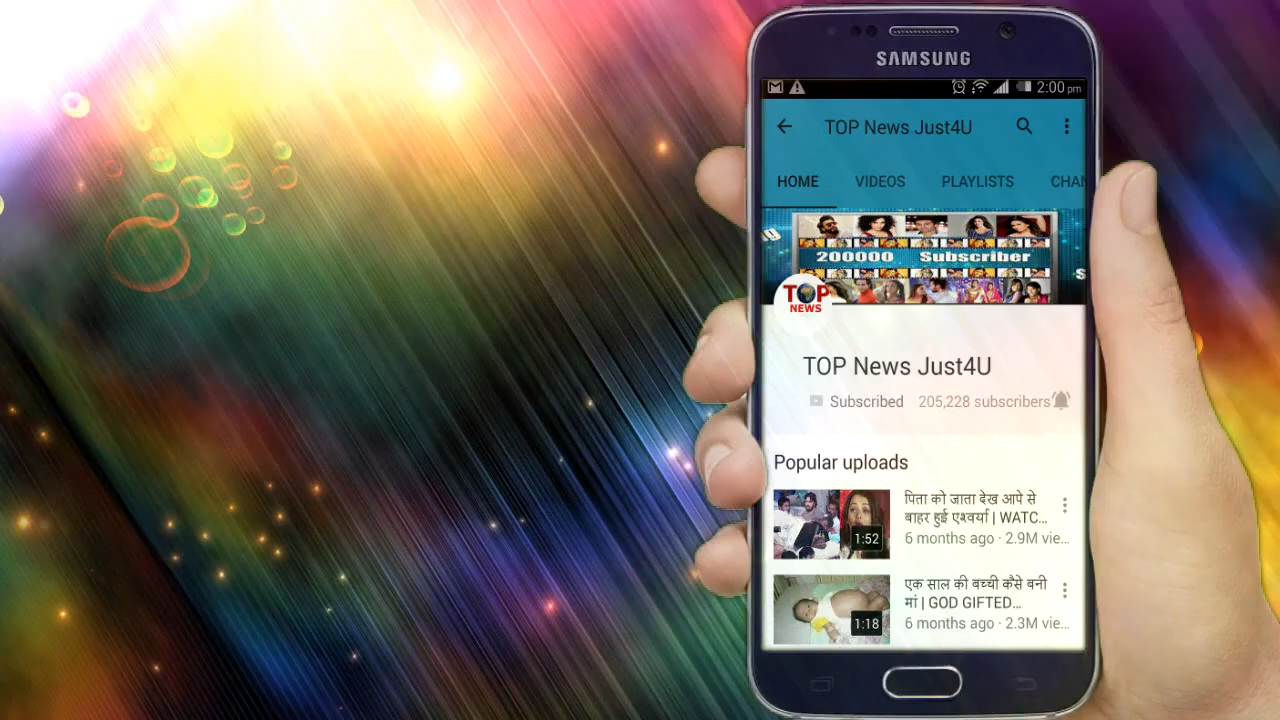 SAMSUNG
2:00 pm
TOP News Just4U
HOME VIDEOS PLAYLISTS CHAN
200000 Subscriber
S
TOP
NEWS
TOP News Just4U
Subscribed 205,228 subscribers
Popular uploads
पिता को जाता देख आपे से
बाहर हुई एश्वर्या | WATC...
6 months ago · 2.9M vie...
1:52
एक साल की बच्ची कैसे बनी
मां | GOD GIFTED...
6 months ago · 2.3M vie...
1:18